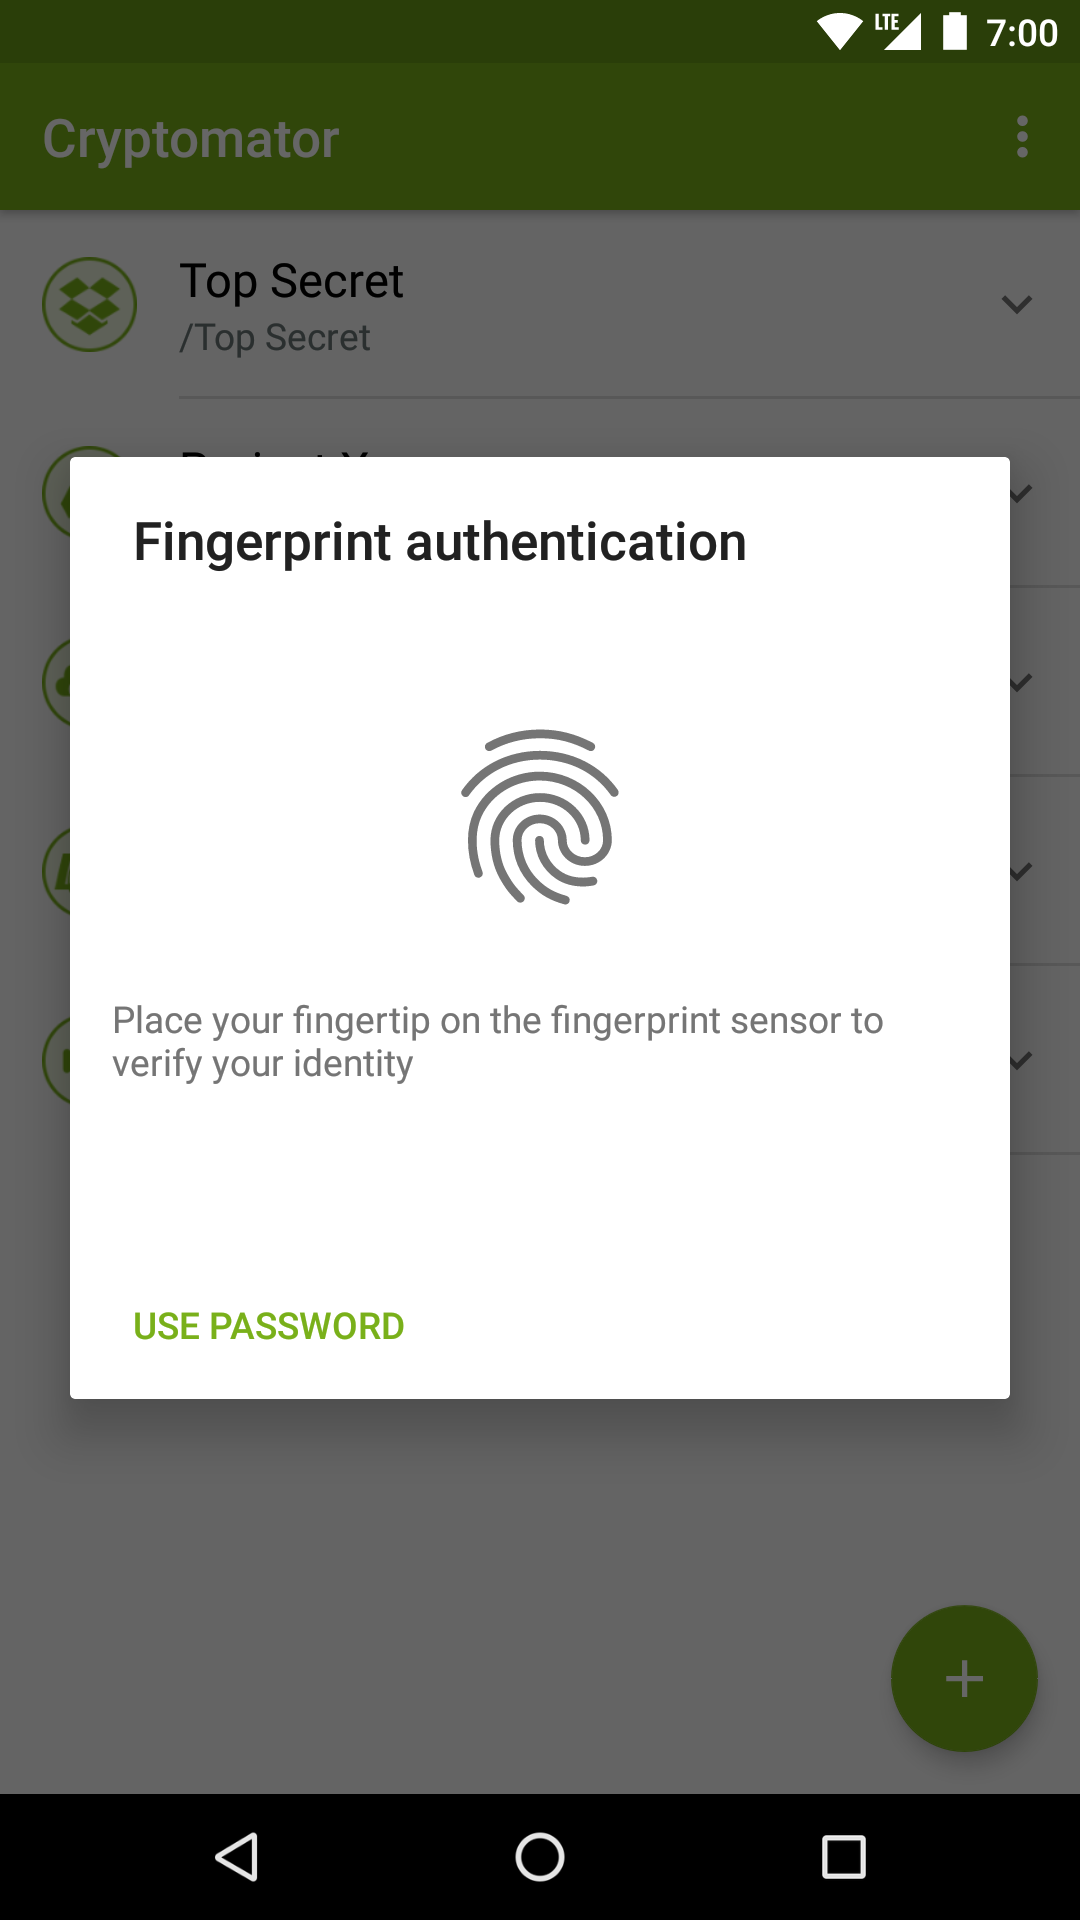 LTE 7:00
Cryptomator
Top Secret
/Top Secret
Fingerprint authentication
Place your fingertip on the fingerprint sensor to
verify your identity
USE PASSWORD